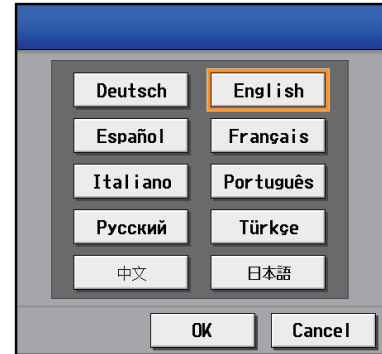 Deutsch English
Español Français
Italiano Português
Русский Türkçe
中文 日本語
OK Cancel